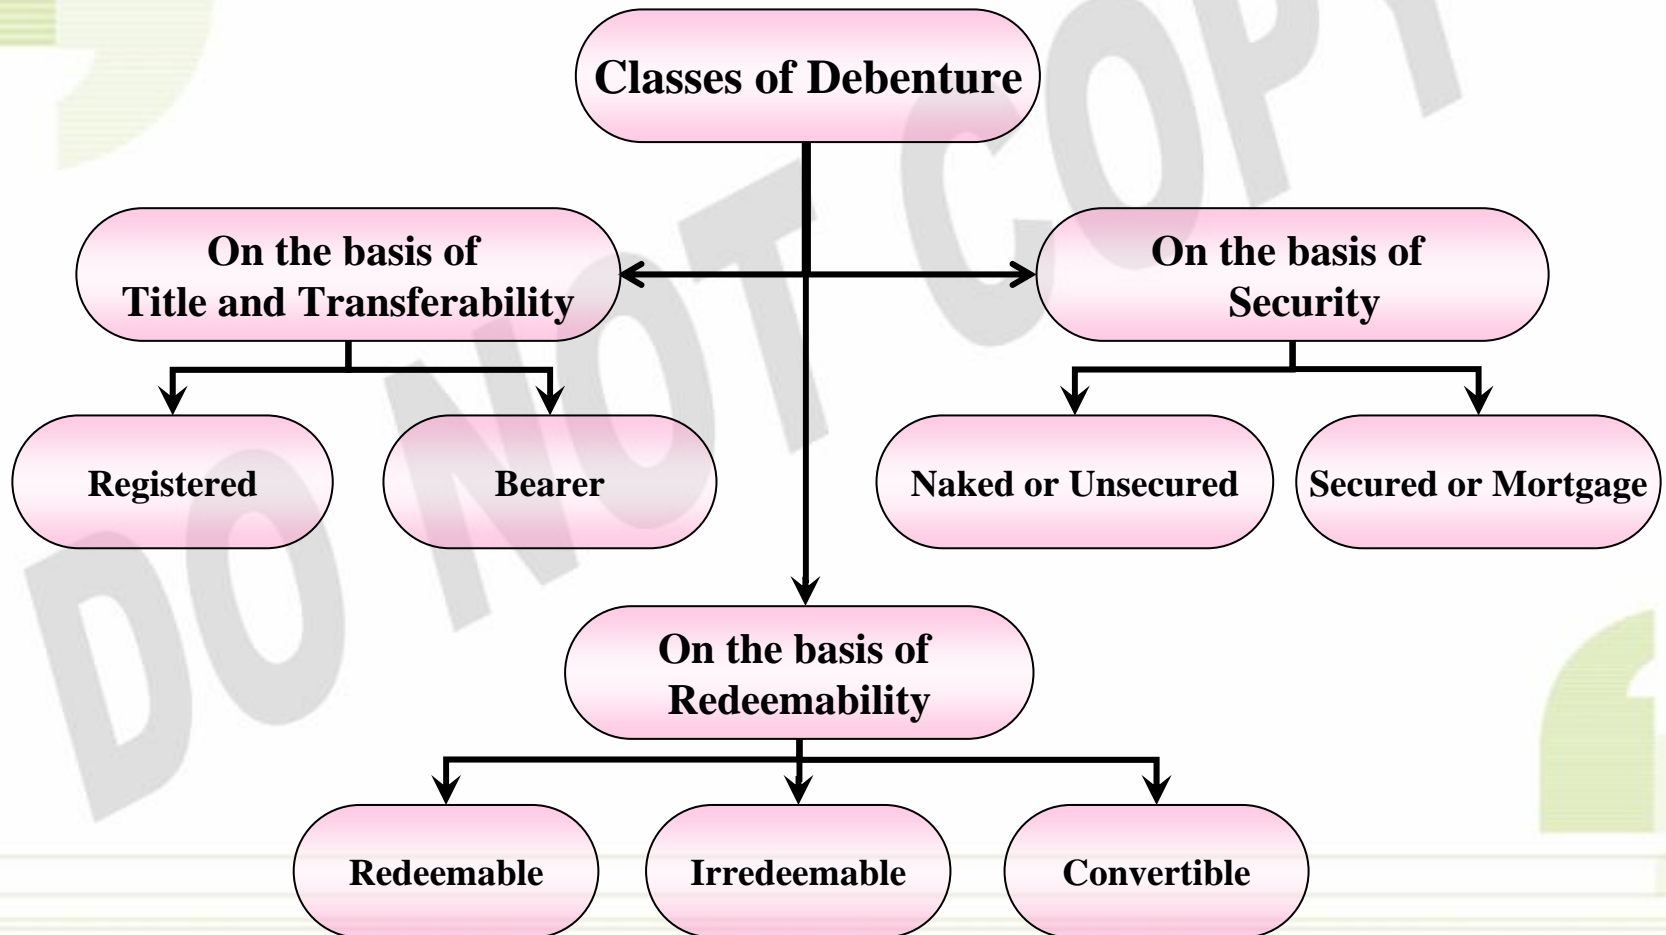 Classes of Debenture
On the basis of
Title and Transferability
On the basis of
Security
Registered
Bearer
Naked or Unsecured
Secured or Mortgage
On the basis of
Redeemability
Redeemable
Irredeemable
Convertible
DO NOT COPY